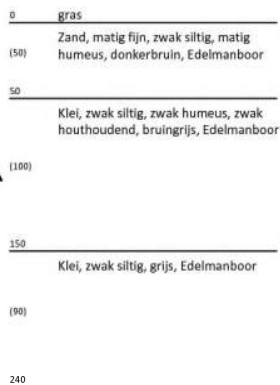 0 gras
Zand, matig fijn, zwak siltig, matig
(50) humeus, donkerbruin, Edelmanboor
50
Klei, zwak siltig, zwak humeus, zwak
houthoudend, bruingrijs, Edelmanboor
(100)
150
Klei, zwak siltig, grijs, Edelmanboor
(90)
240